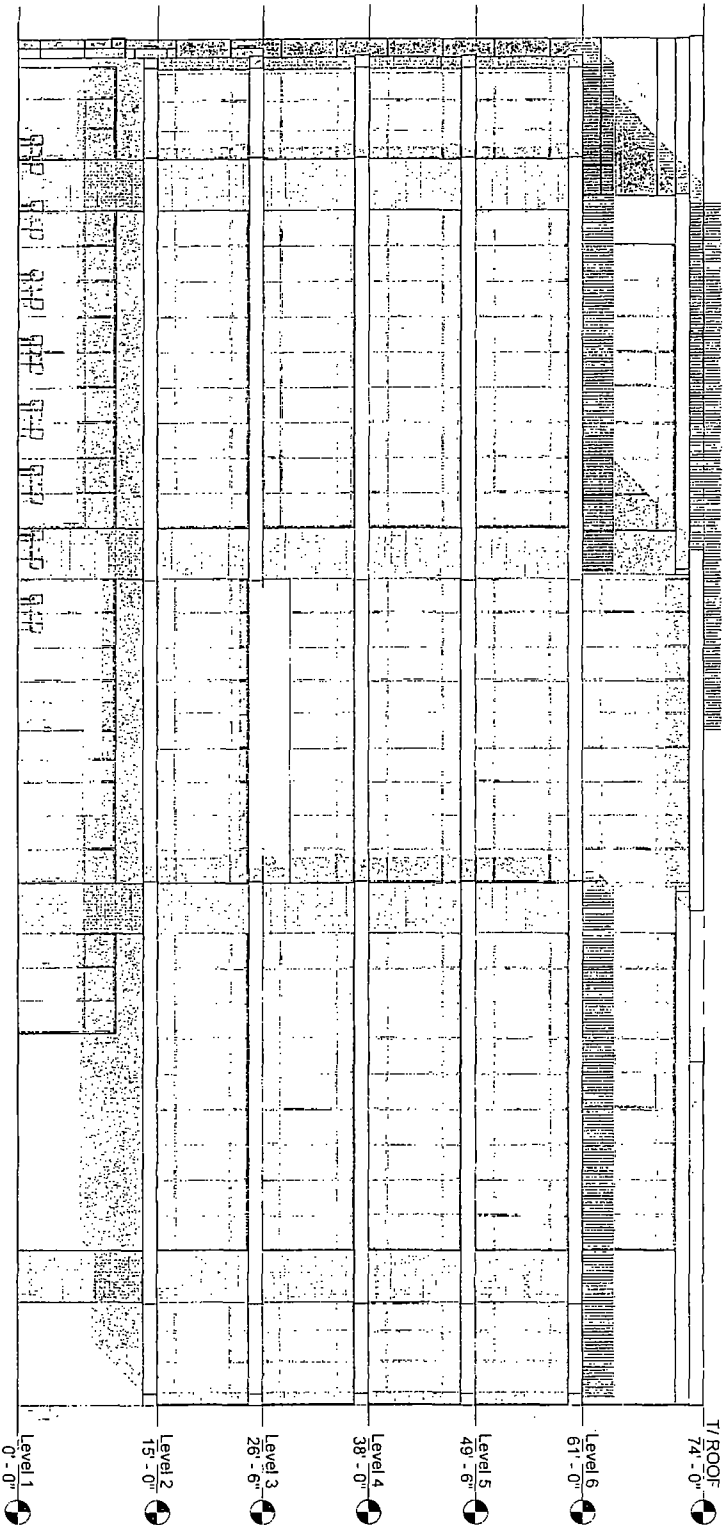 T/ ROOF
74' - 0"
Level 6
61' - 0"
Level 5
49' - 6"
Level 4
38' - 0"
Level 3
26' - 6"
Level 2
15' - 0"
Level 1
0' - 0"